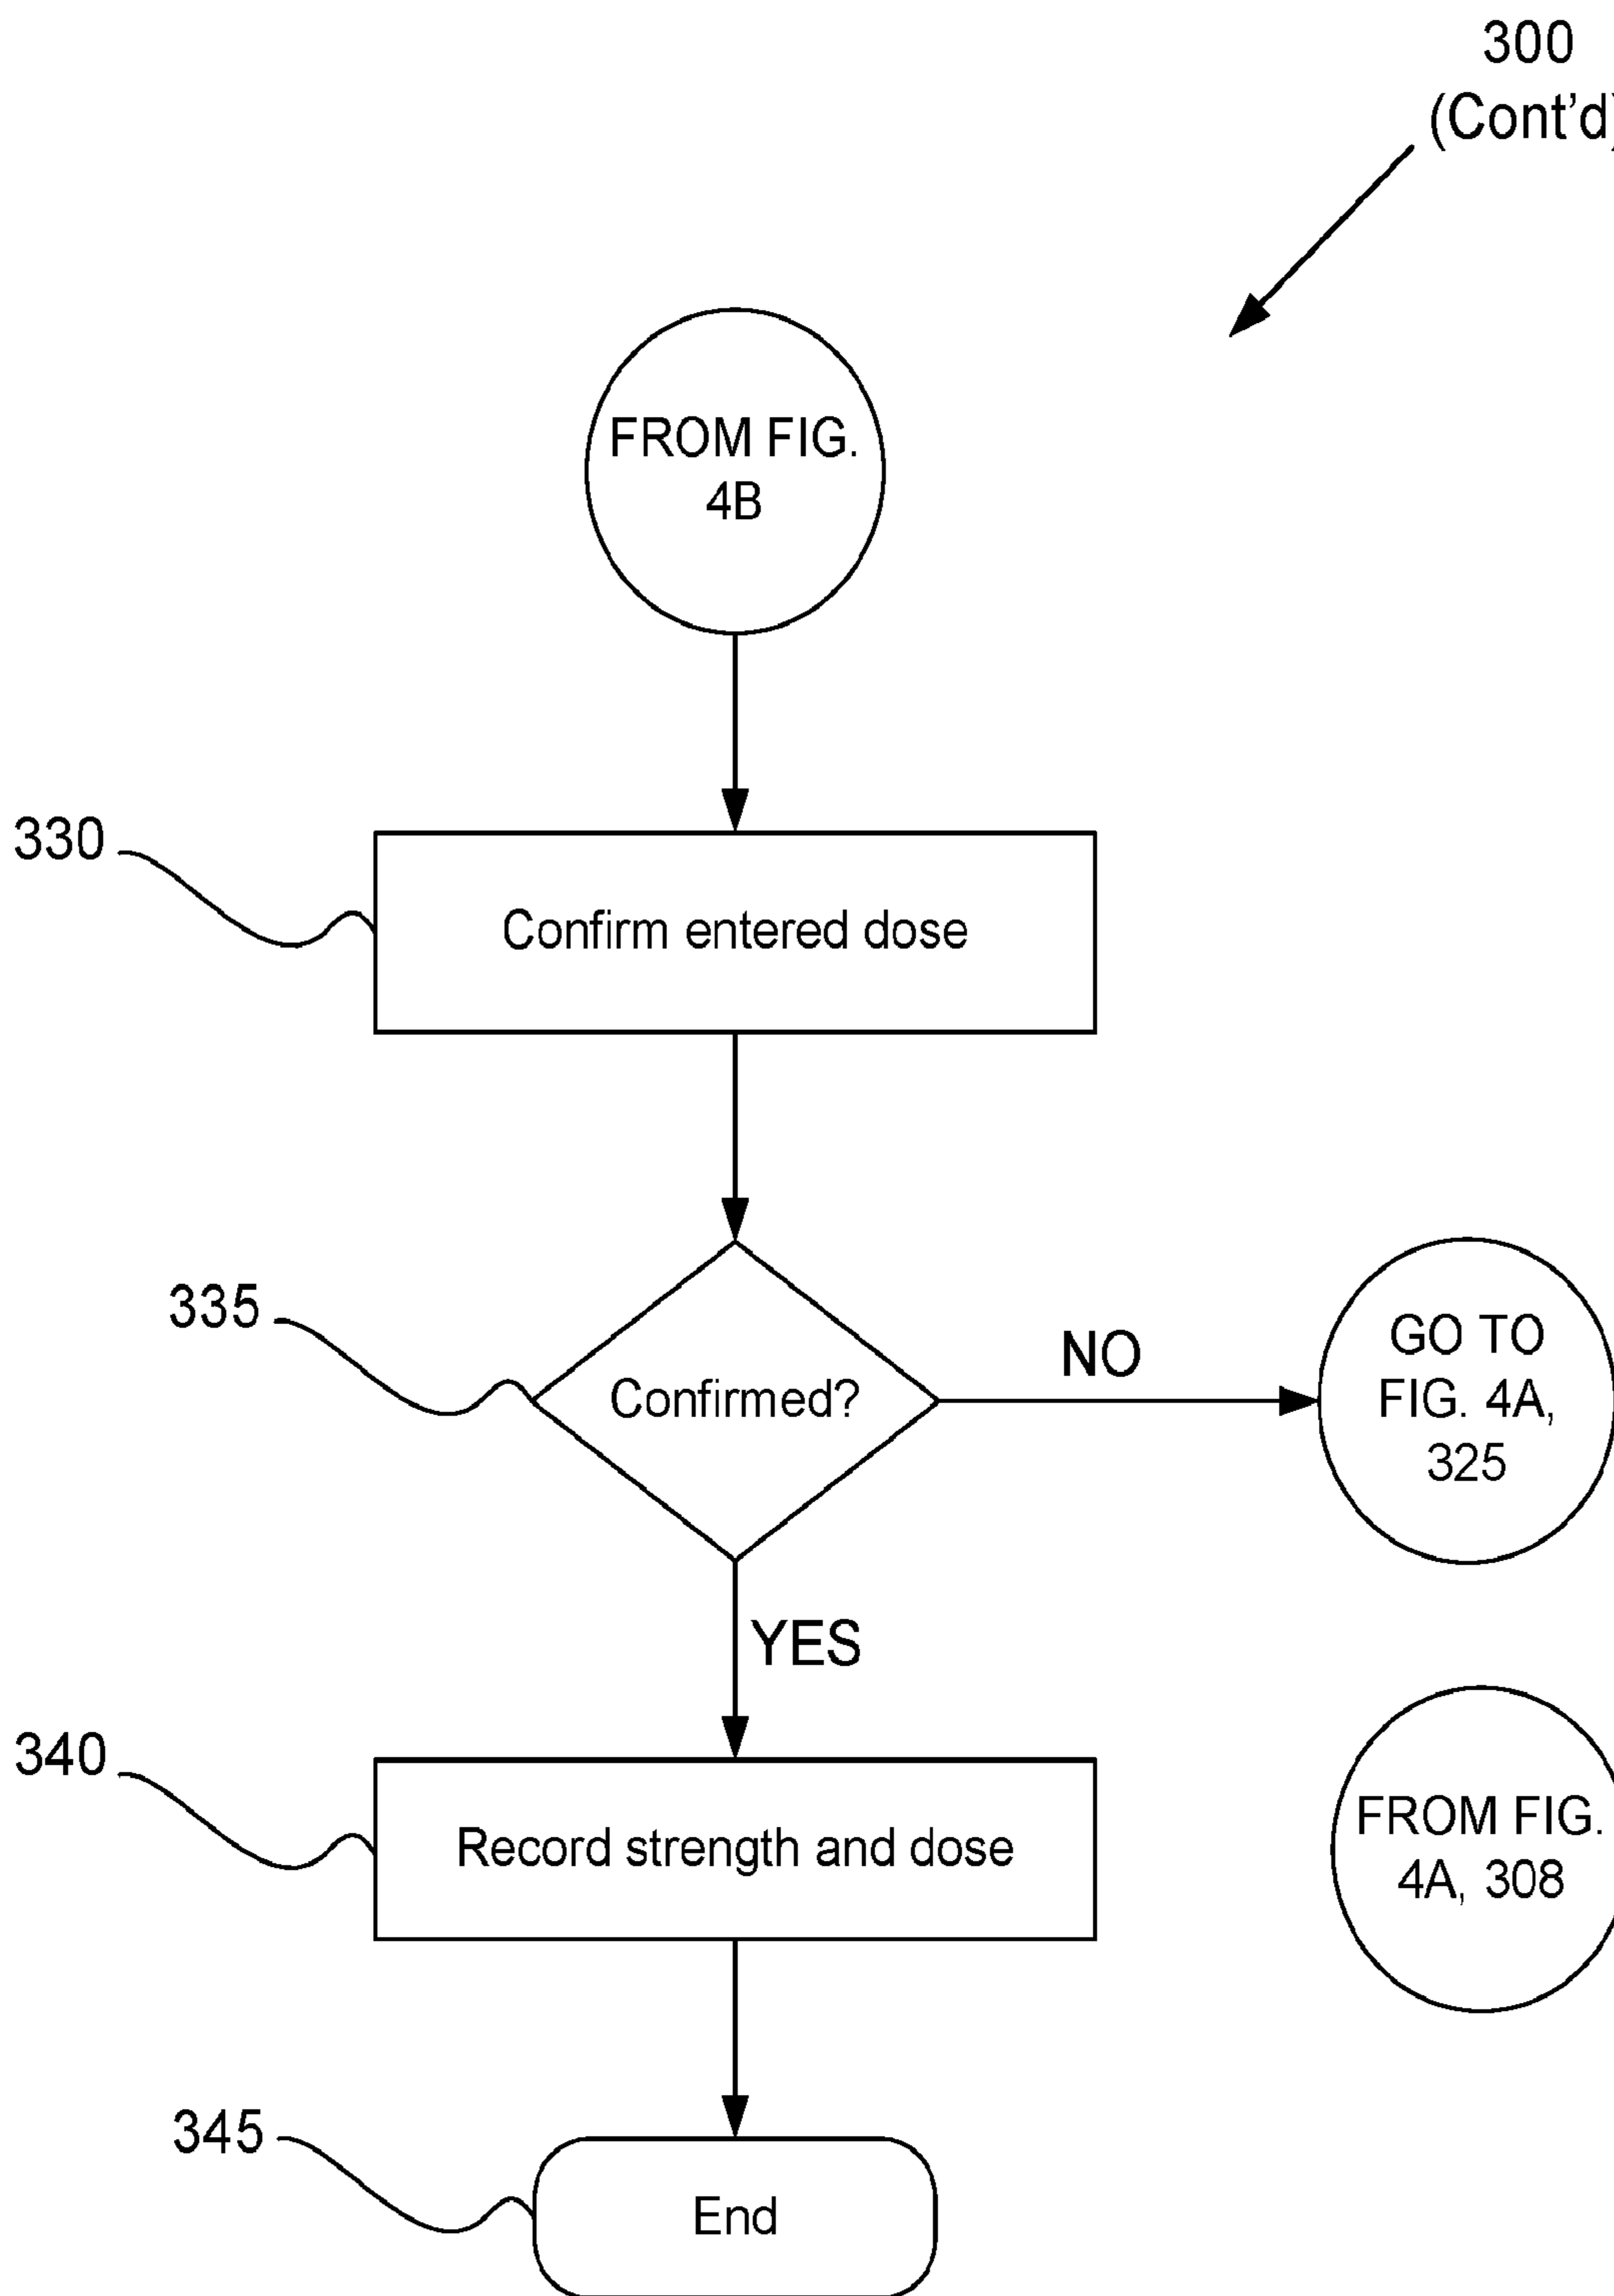 300
(Cont'd)
FROM FIG.
4B
330
Confirm entered dose
335
Confirmed?
NO
GO TO
FIG. 4A,
325
YES
340
Record strength and dose
FROM FIG.
4A, 308
345
End